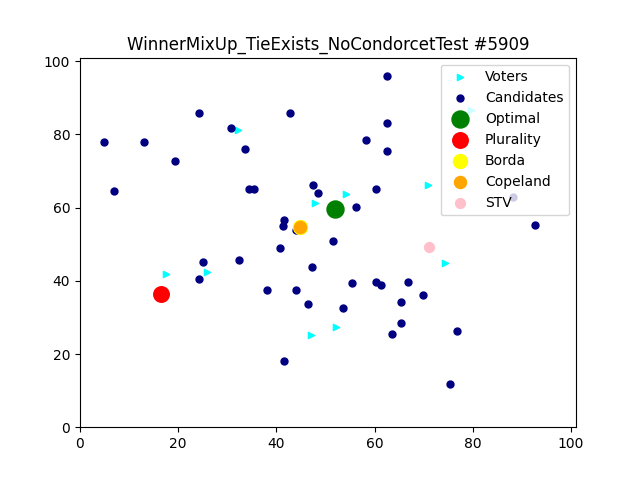 WinnerMixUp_TieExists_NoCondorcetTest #5909
100
80
60
40
20
0
0 20 40 60 80 100
Voters
Candidates
Optimal
Plurality
Borda
Copeland
STV